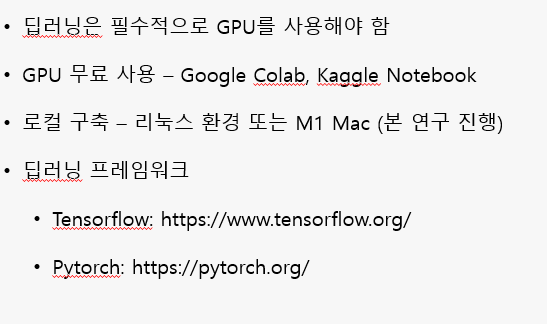 • 딥러닝은 필수적으로 GPU를 사용해야 함
• GPU 무료 사용 – Google Colab, Kaggle Notebook
• 로컬 구축 – 리눅스 환경 또는 M1 Mac (본 연구 진행)
• 딥러닝 프레임워크
• Tensorflow: https://www.tensorflow.org/
• Pytorch: https://pytorch.org/